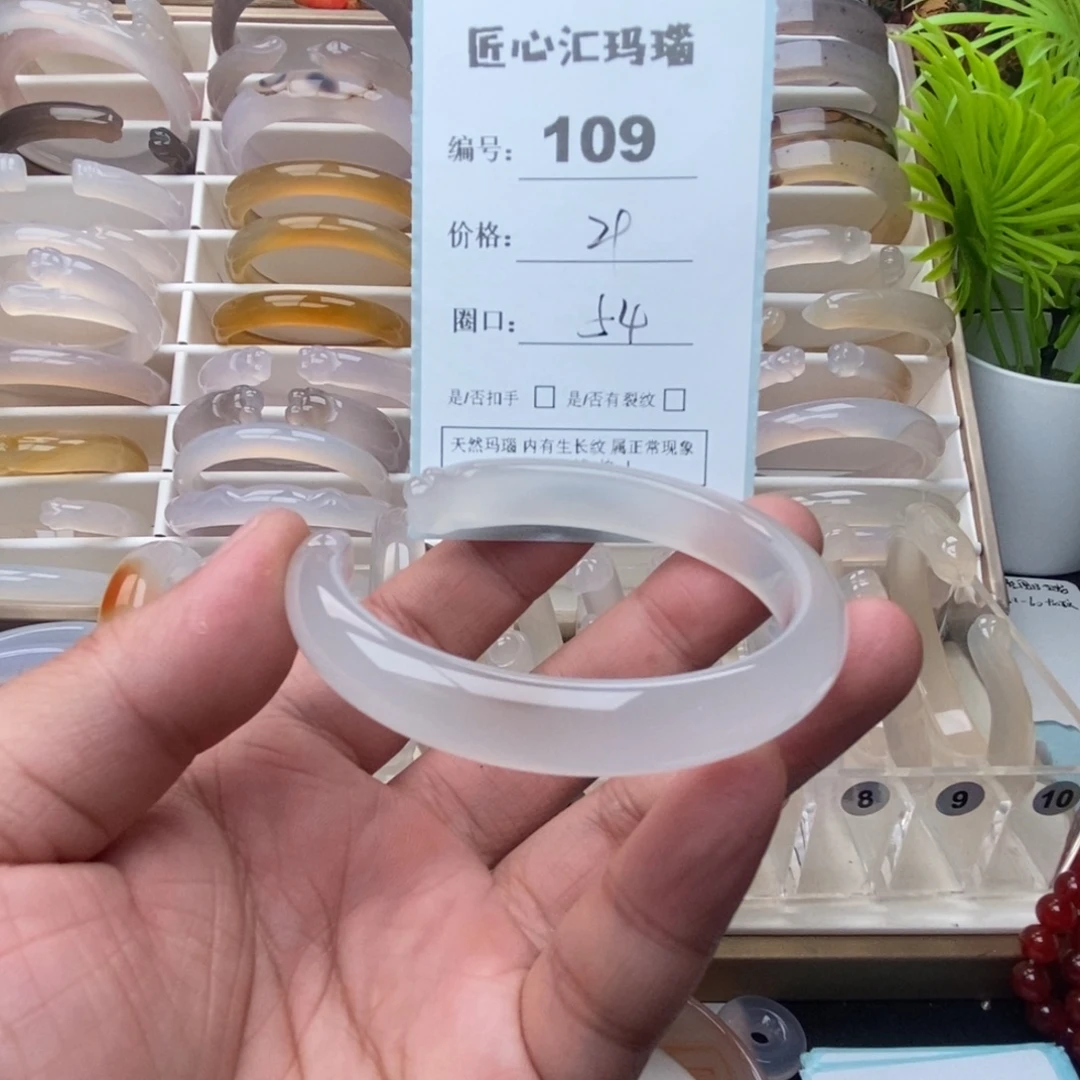 匠心汇玛瑙
编号: 109
价格:
圈口: 54
是/否扣手 □ 是/否有裂纹 □
天然玛瑙 内有生长纹 属正常现象
8
9
10